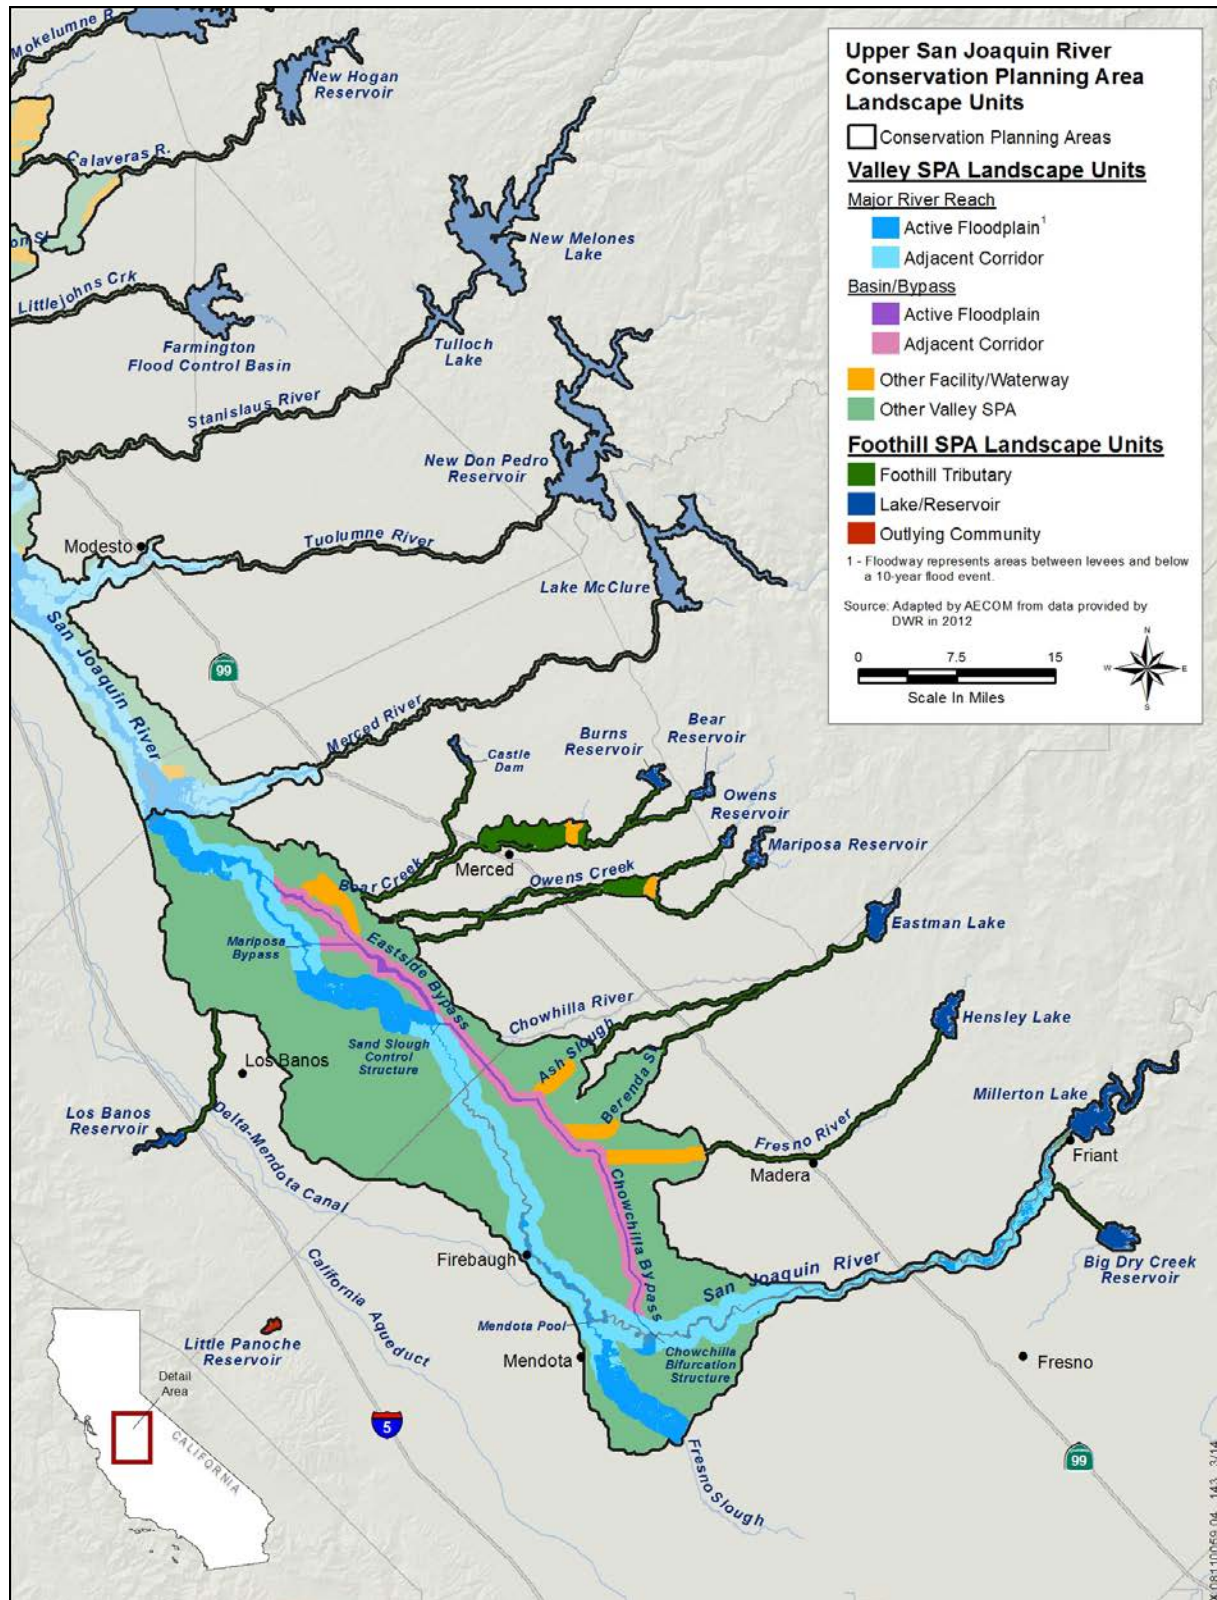 Mokelumne R.
New Hogan
Reservoir
Calaveras R.
New Melones
Lake
Littlejohns Crk
Farmington
Flood Control Basin
Tulloch
Lake
Stanislaus River
New Don Pedro
Reservoir
Modesto
Tuolumne River
Lake McClure
San Joaquin River
99
Merced River
Castle
Dam
Burns
Reservoir
Bear
Reservoir
Owens
Reservoir
Mariposa Reservoir
Merced
Bear Creek
Owens Creek
Mariposa
Bypass
Eastside Bypass
Eastman Lake
Chowhilla River
Hensley Lake
Sand Slough
Control
Structure
Ash Slough
Berenda Sl
Los Banos
Los Banos
Reservoir
Delta-Mendota Canal
Millerton Lake
Fresno River
Madera
Friant
Chowchilla Bypass
Firebaugh
San Joaquin River
Big Dry Creek
Reservoir
California Aqueduct
Mendota Pool
Little Panoche
Reservoir
Mendota
Chowchilla
Bifurcation
Structure
Fresno
Detail
Area
CALIFORNIA
5
Fresno Slough
99
Upper San Joaquin River
Conservation Planning Area
Landscape Units
Conservation Planning Areas
Valley SPA Landscape Units
Major River Reach
Active Floodplain1
Adjacent Corridor
Basin/Bypass
Active Floodplain
Adjacent Corridor
Other Facility/Waterway
Other Valley SPA
Foothill SPA Landscape Units
Foothill Tributary
Lake/Reservoir
Outlying Community
1 - Floodway represents areas between levees and below
a 10-year flood event.
Source: Adapted by AECOM from data provided by
DWR in 2012
0 7.5 15
Scale In Miles
N
W E
S